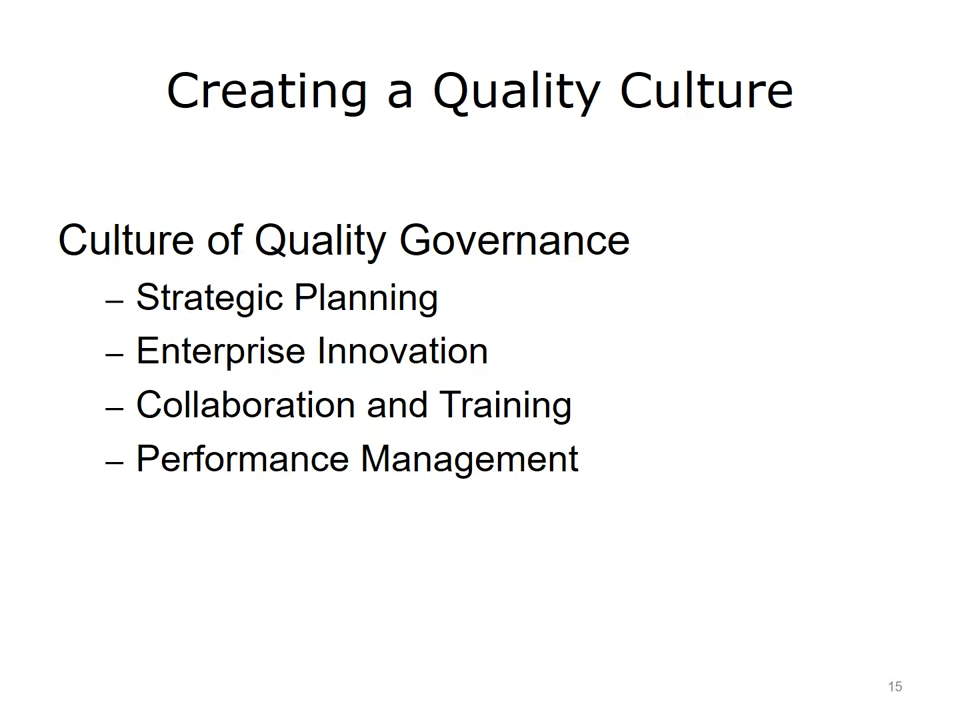 Creating a Quality Culture
Culture of Quality Governance
– Strategic Planning
– Enterprise Innovation
– Collaboration and Training
– Performance Management
15